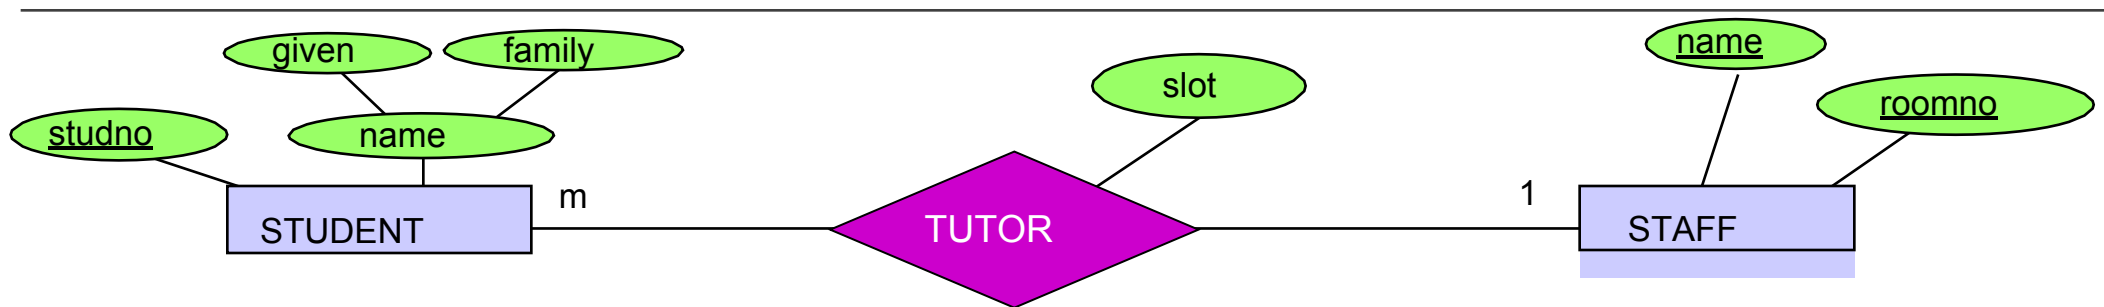 given
family
name
slot
studno
name
roomno
m
1
STUDENT
TUTOR
STAFF